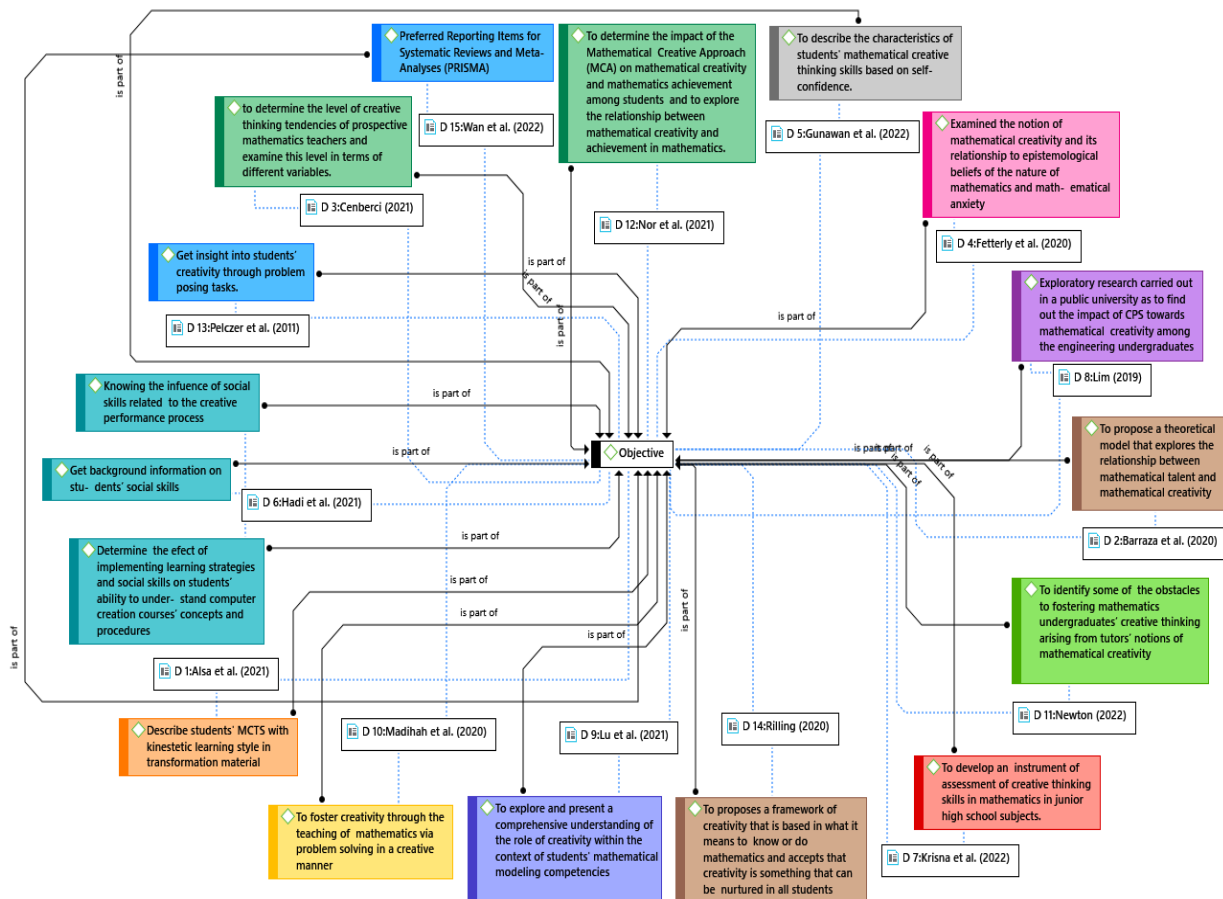 is part of
Preferred Reporting Items for
Systematic Reviews and Meta-
Analyses (PRISMA)
D 15:Wan et al. (2022)
To determine the impact of the
Mathematical Creative Approach
(MCA) on mathematical creativity
and mathematics achievement
among students and to explore
the relationship between
mathematical creativity and
achievement in mathematics.
D 12:Nor et al. (2021)
To describe the characteristics of
students' mathematical creative
thinking skills based on self-
confidence.
D 5:Gunawan et al. (2022)
to determine the level of creative
thinking tendencies of prospective
mathematics teachers and
examine this level in terms of
different variables.
D 3:Cenberci (2021)
Examined the notion of
mathematical creativity and its
relationship to epistemological
beliefs of the nature of
mathematics and math- ematical
anxiety
D 4:Fetterly et al. (2020)
Get insight into students'
creativity through problem
posing tasks.
D 13:Pelczer et al. (2011)
is part of
is part of
is part of
is part of
Exploratory research carried out
in a public university as to find
out the impact of CPS towards
mathematical creativity among
the engineering undergraduates
D 8:Lim (2019)
Knowing the infuence of social
skills related to the creative
performance process
is part of
Get background information on
stu- dents' social skills
is part of
D 6:Hadi et al. (2021)
Objective
is part of
is part of
is part of
is part of
To propose a theoretical
model that explores the
relationship between
mathematical talent and
mathematical creativity
D 2:Barraza et al. (2020)
Determine the efect of
implementing learning strategies
and social skills on students'
ability to under- stand computer
creation courses' concepts and
procedures
is part of
To identify some of the obstacles
to fostering mathematics
undergraduates' creative thinking
arising from tutors' notions of
mathematical creativity
D 11:Newton (2022)
is part of
is part of
is part of
is part of
is part of
D 1:Alsa et al. (2021)
Describe students' MCTS with
kinestetic learning style in
transformation material
D 10:Madihah et al. (2020)
D 9:Lu et al. (2021)
D 14:Rilling (2020)
To foster creativity through the
teaching of mathematics via
problem solving in a creative
manner
To explore and present a
comprehensive understanding of
the role of creativity within the
context of students' mathematical
modeling competencies
To proposes a framework of
creativity that is based in what it
means to know or do
mathematics and accepts that
creativity is something that can
be nurtured in all students
To develop an instrument of
assessment of creative thinking
skills in mathematics in junior
high school subjects.
D 7:Krisna et al. (2022)